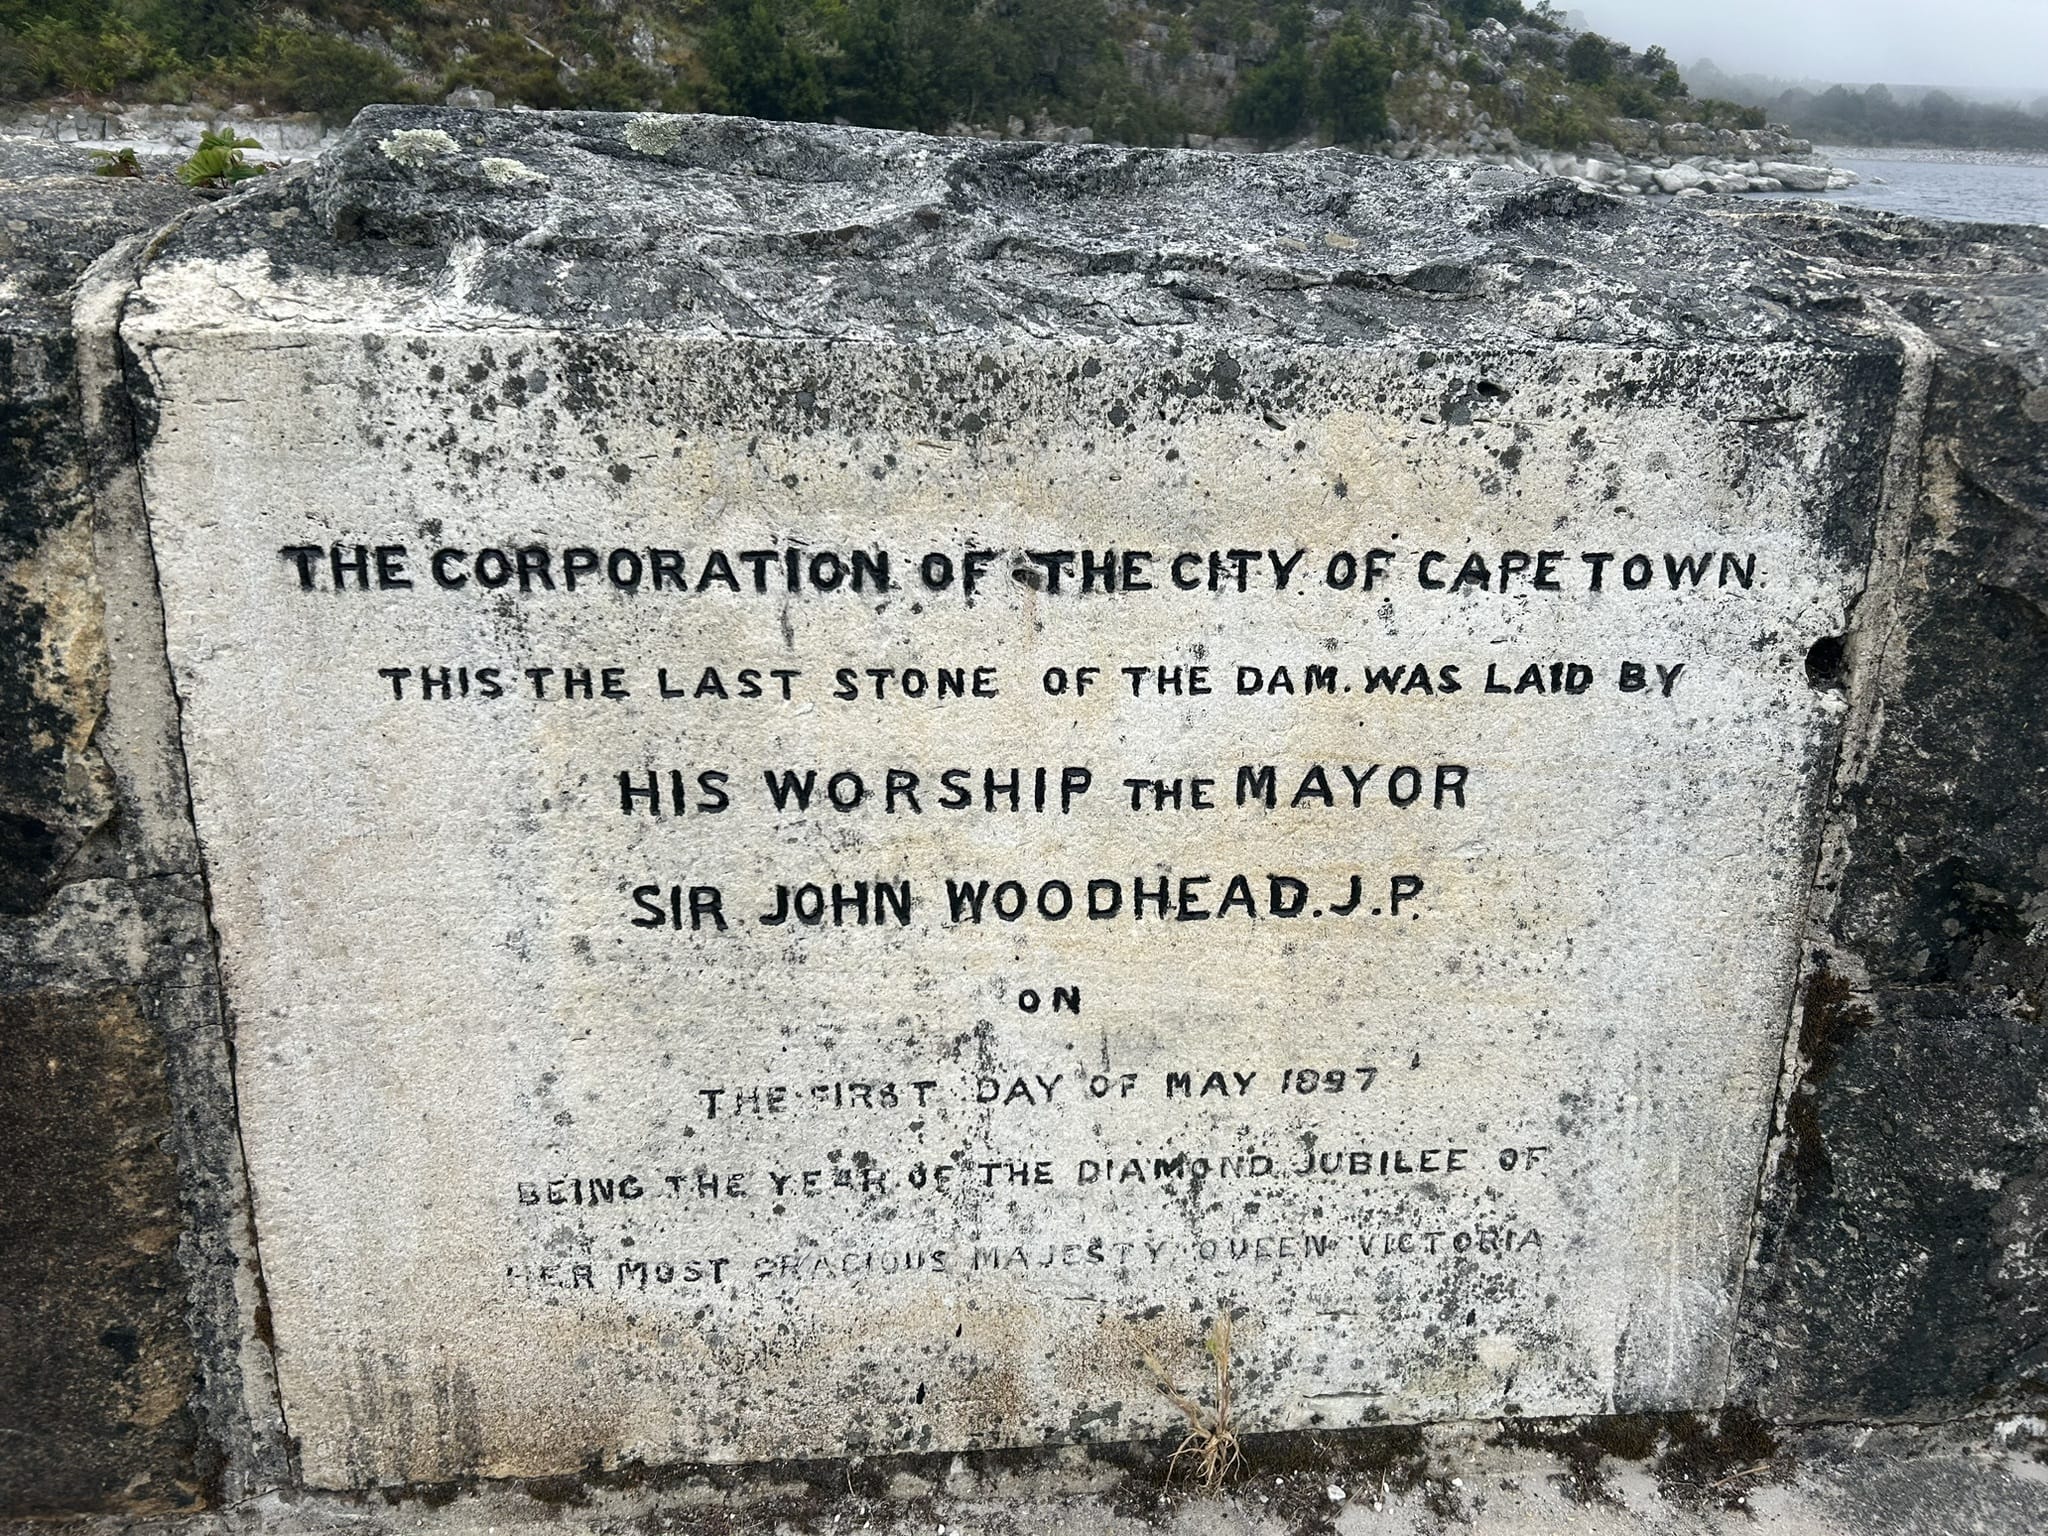 THE CORPORATION OF THE CITY OF CAPE TOWN.
THIS THE LAST STONE OF THE DAM. WAS LAID BY
HIS WORSHIP THE MAYOR
SIR JOHN WOODHEAD. J.P.
ON
THE FIRST DAY OF MAY 1897
BEING THE YEAR OF THE DIAMOND JUBILEE OF
HER MOST GRACIOUS MAJESTY QUEEN VICTORIA